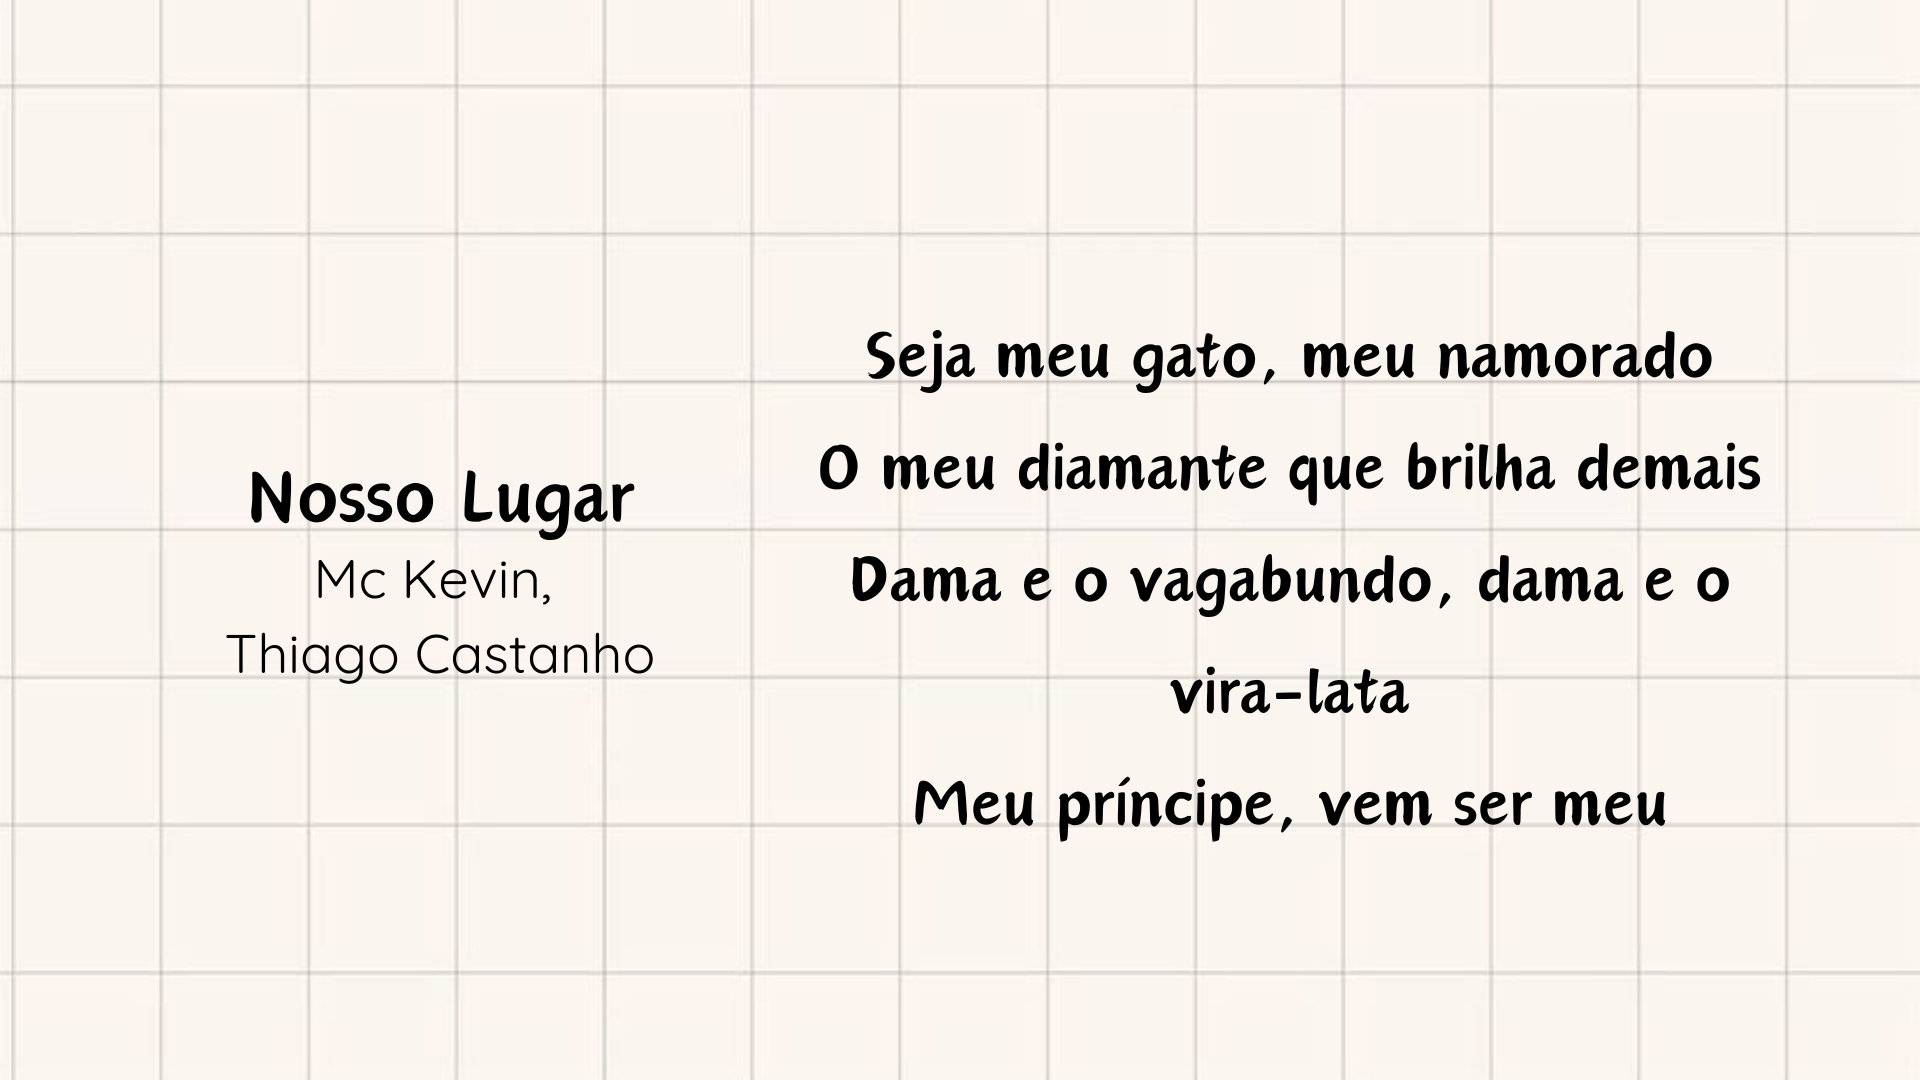 Nosso Lugar
Mc Kevin,
Thiago Castanho
Seja meu gato, meu namorado
O meu diamante que brilha demais
Dama e o vagabundo, dama e o
vira-lata
Meu príncipe, vem ser meu